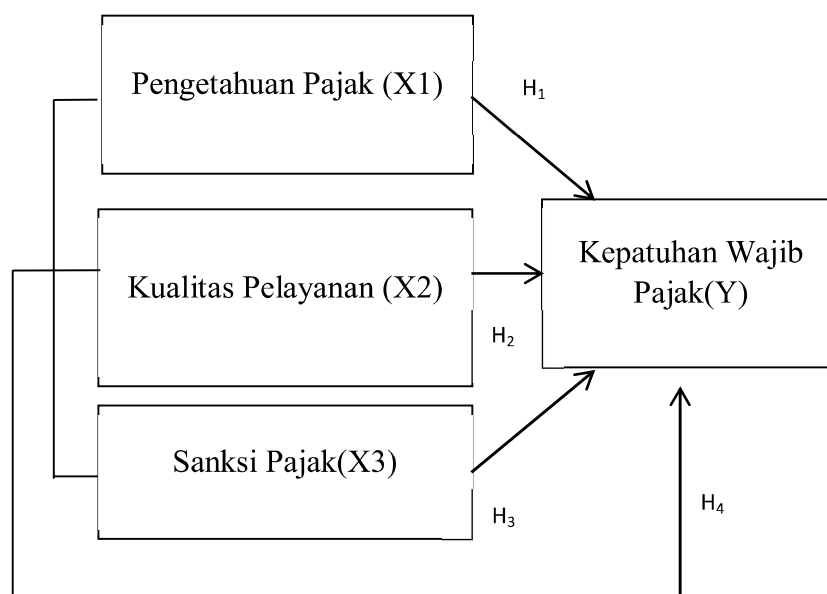 Pengetahuan Pajak (X1)
H₁
Kepatuhan Wajib
Pajak(Y)
Kualitas Pelayanan (X2)
H₂
Sanksi Pajak(X3)
H₃
H₄